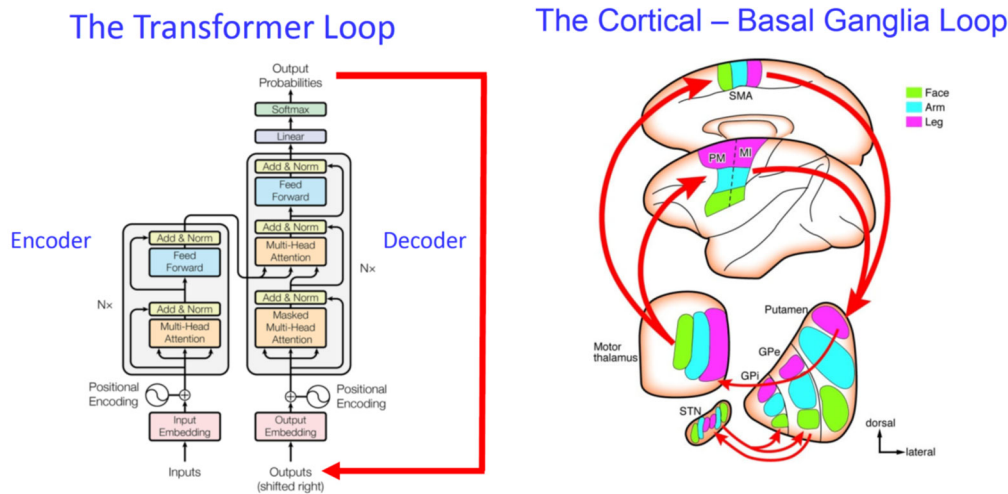 The Transformer Loop
Output
Probabilities
Softmax
Linear
Add & Norm
Feed
Forward
Add & Norm
Multi-Head
Attention
Add & Norm
Masked
Multi-Head
Attention
Nx
Decoder
Encoder
Add & Norm
Feed
Forward
Nx
Add & Norm
Multi-Head
Attention
Positional
Encoding
Positional
Encoding
Input
Embedding
Output
Embedding
Inputs
Outputs
(shifted right)
The Cortical – Basal Ganglia Loop
Face
Arm
Leg
SMA
PM
MI
Putamen
Motor
thalamus
GPe
GPi
STN
dorsal
lateral